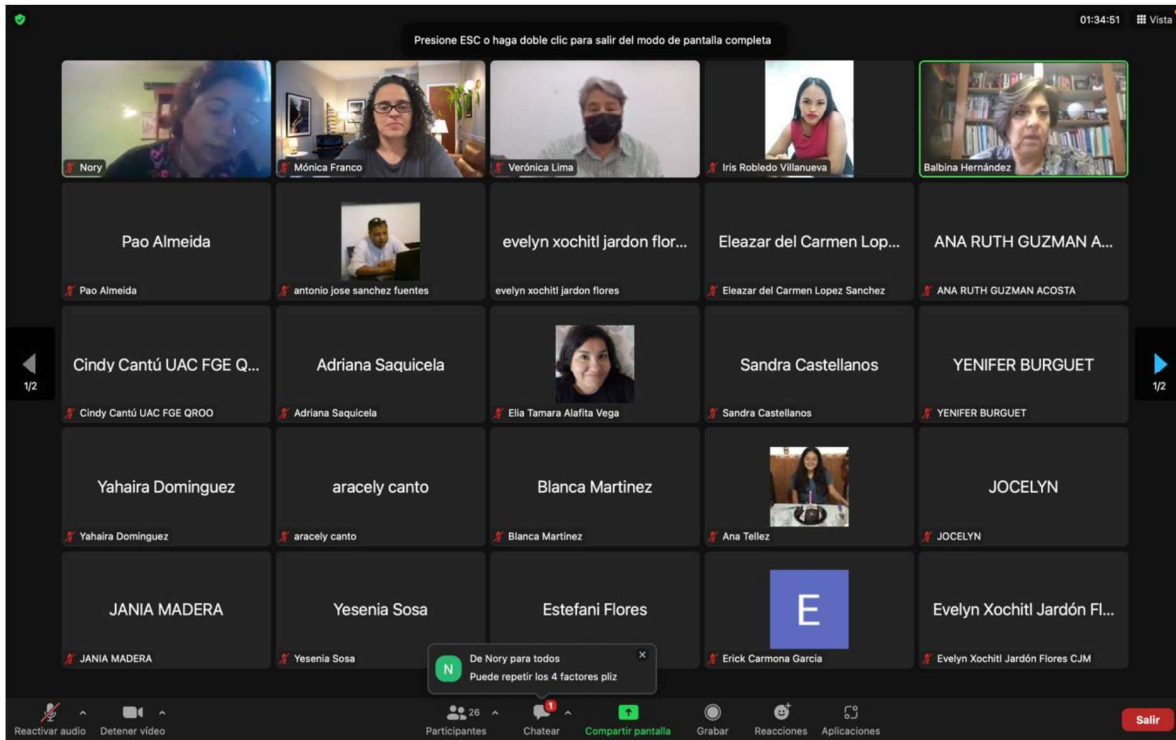 01:34:51 Vista
Presione ESC o haga doble clic para salir del modo de pantalla completa
Nory
Mónica Franco
Verónica Lima
Iris Robledo Villanueva
Balbina Hernández
Pao Almeida
evelyn xochitl jardon flor...
Eleazar del Carmen Lop...
ANA RUTH GUZMAN A...
Pao Almeida
antonio jose sanchez fuentes
evelyn xochitl jardon flores
Eleazar del Carmen Lopez Sanchez
ANA RUTH GUZMAN ACOSTA
1/2
Cindy Cantú UAC FGE Q...
Adriana Saquicela
Sandra Castellanos
YENIFER BURGUET
1/2
Cindy Cantú UAC FGE QROO
Adriana Saquicela
Elia Tamara Alafita Vega
Sandra Castellanos
YENIFER BURGUET
Yahaira Dominguez
aracely canto
Blanca Martinez
JOCELYN
Yahaira Dominguez
aracely canto
Blanca Martinez
Ana Tellez
JOCELYN
JANIA MADERA
Yesenia Sosa
Estefani Flores
E
Evelyn Xochitl Jardón Fl...
JANIA MADERA
Yesenia Sosa
Erick Carmona Garcia
Evelyn Xochitl Jardón Flores CJM
N
De Nory para todos
Puede repetir los 4 factores pliz
Reactivar audio
Detener vídeo
26
Participantes
1
Chatear
Compartir pantalla
Grabar
Reacciones
Aplicaciones
Salir